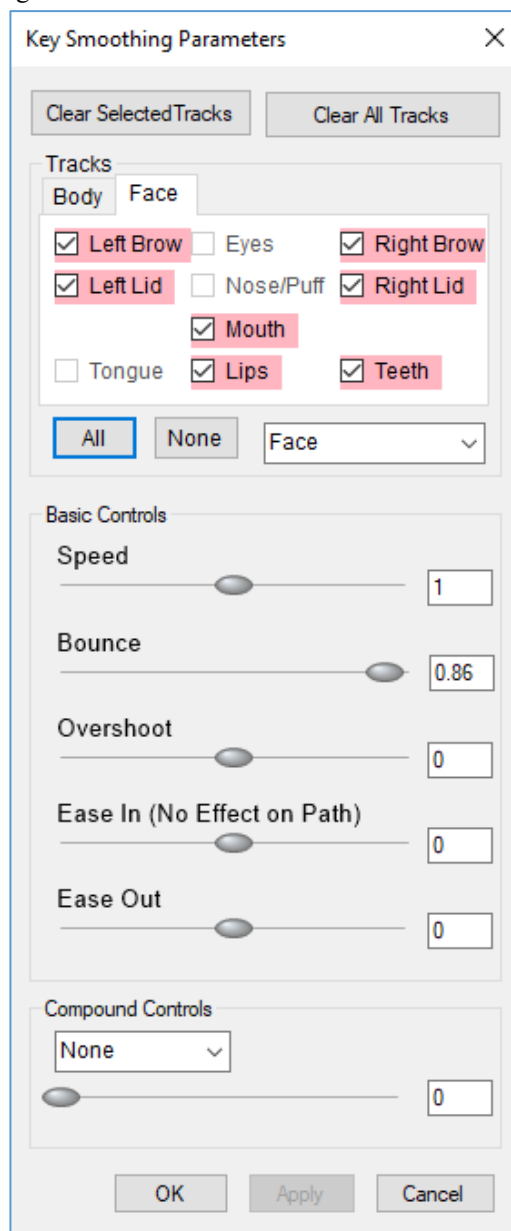 Key Smoothing Parameters
Clear SelectedTracks Clear All Tracks
Tracks
Body Face
Left Brow Eyes Right Brow
Left Lid Nose/Puff Right Lid
Mouth
Tongue Lips Teeth
All None Face
Basic Controls
Speed
1
Bounce
0.86
Overshoot
0
Ease In (No Effect on Path)
0
Ease Out
0
Compound Controls
None
0
OK Apply Cancel